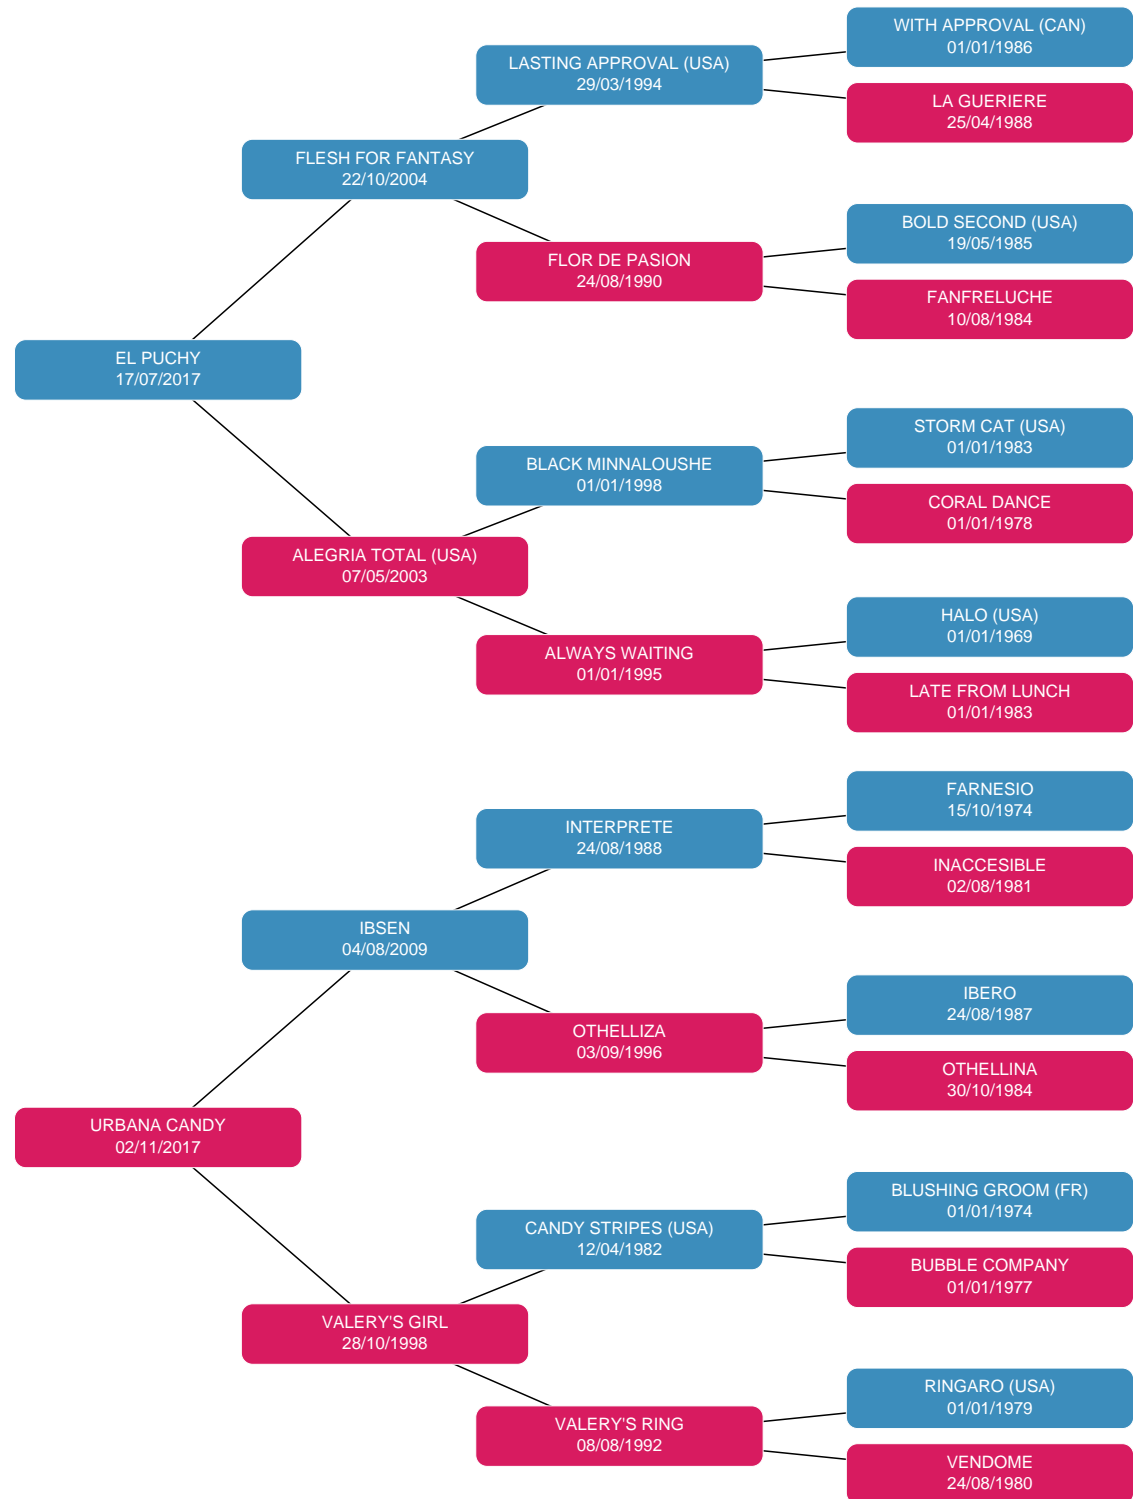 WITH APPROVAL (CAN)
01/01/1986
LASTING APPROVAL (USA)
29/03/1994
LA GUERIERE
25/04/1988
FLESH FOR FANTASY
22/10/2004
BOLD SECOND (USA)
19/05/1985
FLOR DE PASION
24/08/1990
FANFRELUCHE
10/08/1984
EL PUCHY
17/07/2017
STORM CAT (USA)
01/01/1983
BLACK MINNALOUSHE
01/01/1998
CORAL DANCE
01/01/1978
ALEGRIA TOTAL (USA)
07/05/2003
HALO (USA)
01/01/1969
ALWAYS WAITING
01/01/1995
LATE FROM LUNCH
01/01/1983
FARNESIO
15/10/1974
INTERPRETE
24/08/1988
INACCESIBLE
02/08/1981
IBSEN
04/08/2009
IBERO
24/08/1987
OTHELLIZA
03/09/1996
OTHELLINA
30/10/1984
URBANA CANDY
02/11/2017
BLUSHING GROOM (FR)
01/01/1974
CANDY STRIPES (USA)
12/04/1982
BUBBLE COMPANY
01/01/1977
VALERY'S GIRL
28/10/1998
RINGARO (USA)
01/01/1979
VALERY'S RING
08/08/1992
VENDOME
24/08/1980